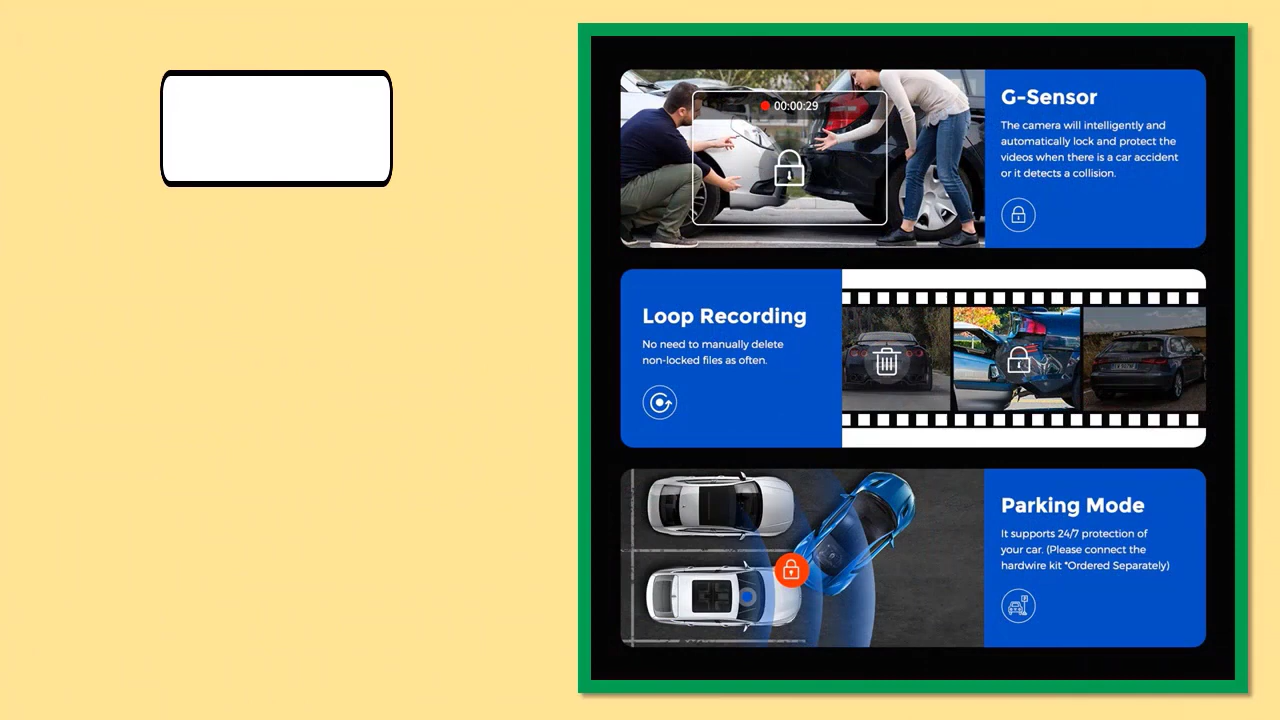 00:00:29
G-Sensor
The camera will intelligently and
automatically lock and protect the
videos when there is a car accident
or it detects a collision.
Loop Recording
No need to manually delete
non-locked files as often.
Parking Mode
It supports 24/7 protection of
your car. (Please connect the
hardwire kit *Ordered Separately)